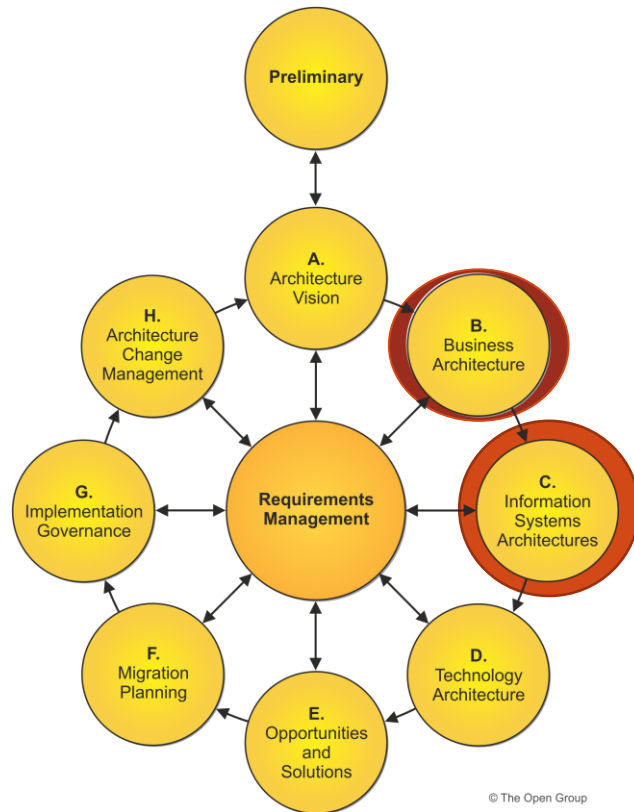 Preliminary
A.
Architecture
Vision
H.
Architecture
Change
Management
B.
Business
Architecture
G.
Implementation
Governance
Requirements
Management
C.
Information
Systems
Architectures
F.
Migration
Planning
D.
Technology
Architecture
E.
Opportunities
and
Solutions
© The Open Group